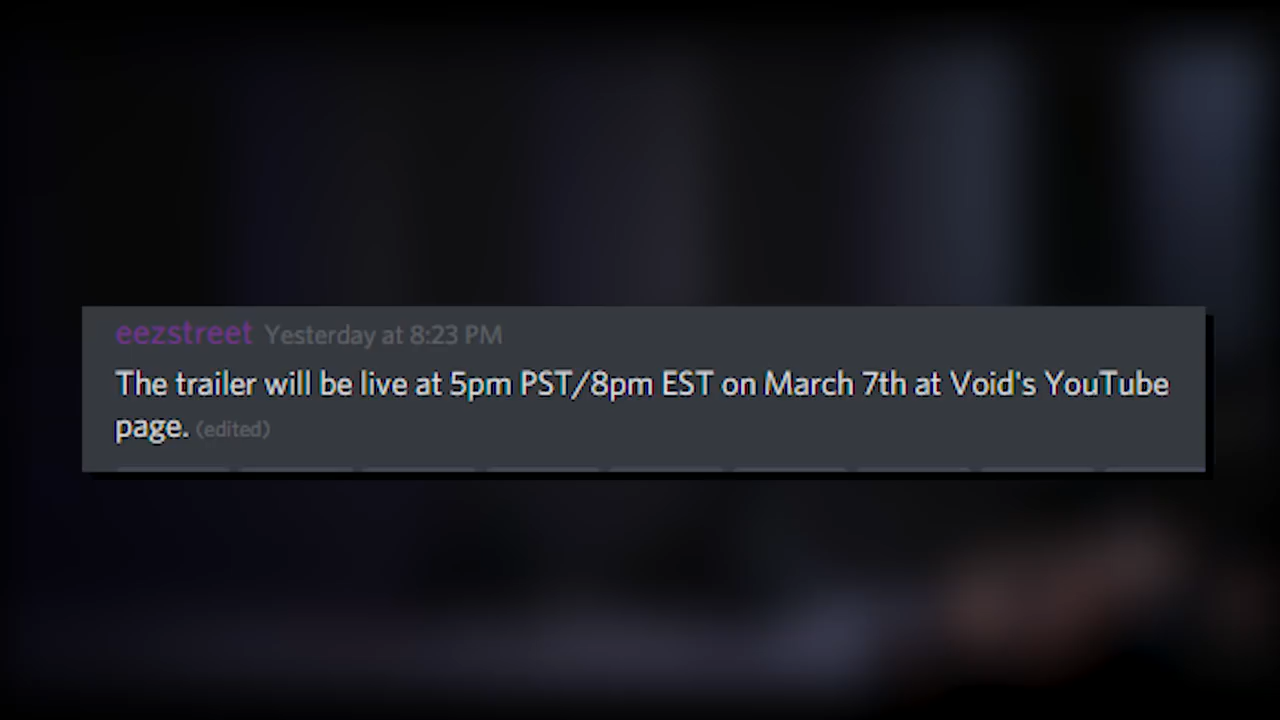 eezstreet Yesterday at 8:23 PM
The trailer will be live at 5pm PST/8pm EST on March 7th at Void's YouTube
page. (edited)